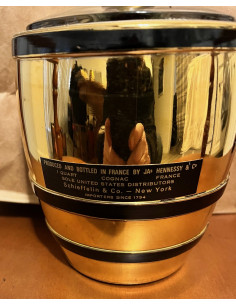 PRODUCED AND BOTTLED IN FRANCE BY JAs HENNESSY & Co
1 QUART COGNAC FRANCE
SOLE UNITED STATES DISTRIBUTORS
Schieffelin & Co. – New York
IMPORTERS SINCE 1794